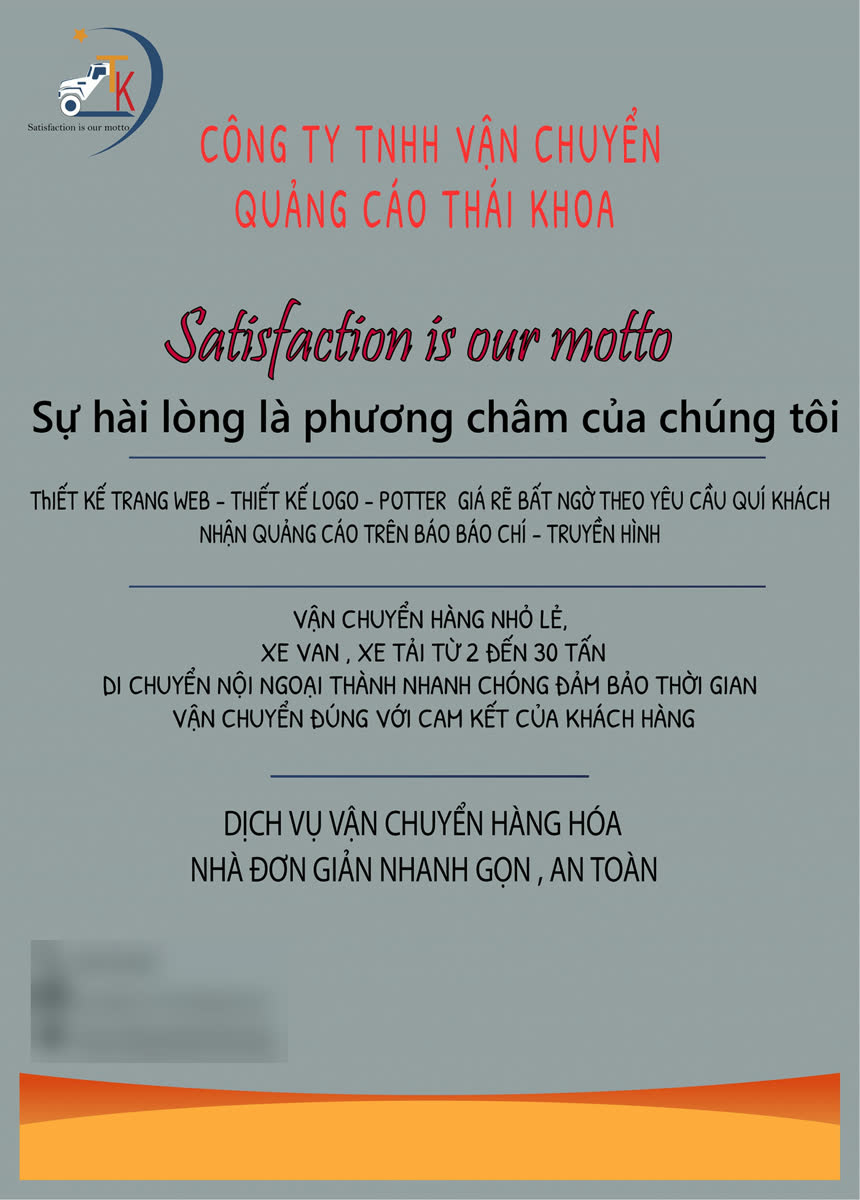 TK
Satisfaction is our motto
CÔNG TY TNHH VẬN CHUYỂN
QUẢNG CÁO THÁI KHOA
Satisfaction is our motto
Sự hài lòng là phương châm của chúng tôi
ThIẾT KẾ TRANG WEB – THIẾT KẾ LOGO – POTTER GIÁ RẼ BẤT NGỜ THEO YÊU CẦU QUÍ KHÁCH
NHẬN QUẢNG CÁO TRÊN BÁO BÁO CHÍ – TRUYỀN HÌNH
VẬN CHUYỂN HÀNG NHỎ LẺ,
XE VAN , XE TẢI TỪ 2 ĐẾN 30 TẤN
DI CHUYỂN NỘI NGOẠI THÀNH NHANH CHÓNG ĐẢM BẢO THỜI GIAN
VẬN CHUYỂN ĐÚNG VỚI CAM KẾT CỦA KHÁCH HÀNG
DỊCH VỤ VẬN CHUYỂN HÀNG HÓA
NHÀ ĐƠN GIẢN NHANH GỌN , AN TOÀN